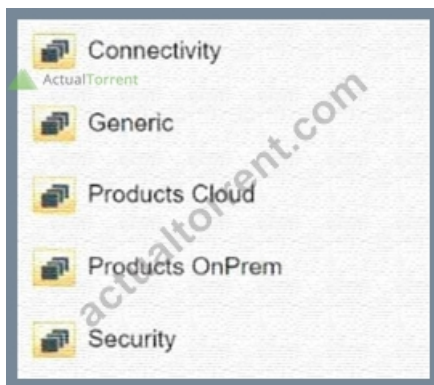 Connectivity
ActualTorrent
Generic
Products Cloud
Products OnPrem
Security
actualtorrent.com